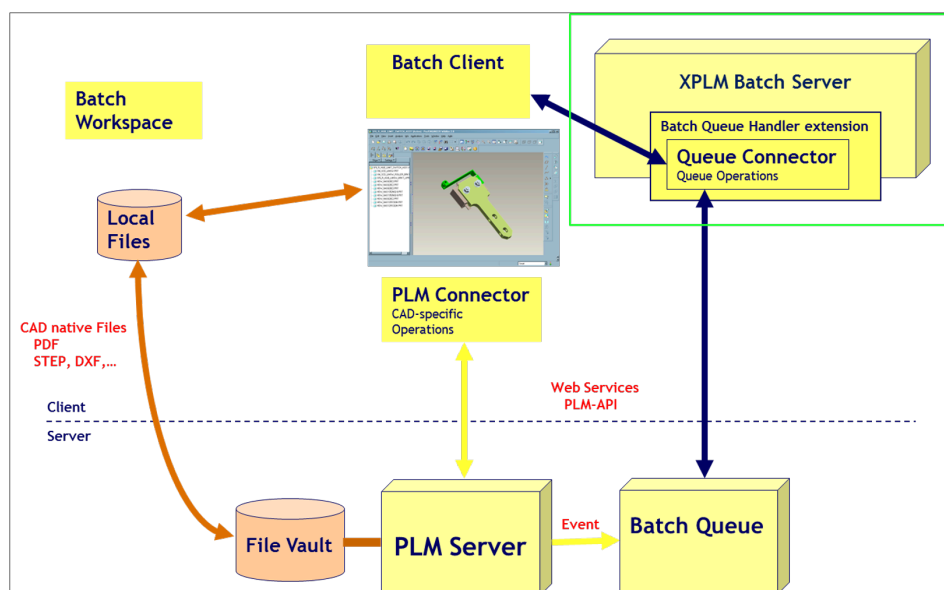 Batch Client
XPLM Batch Server
Batch
Workspace
Batch Queue Handler extension
Queue Connector
Queue Operations
Local
Files
PLM Connector
CAD-specific
Operations
CAD native Files
PDF
STEP, DXF,...
Web Services
PLM-API
Client
Server
File Vault
PLM Server
Event
Batch Queue